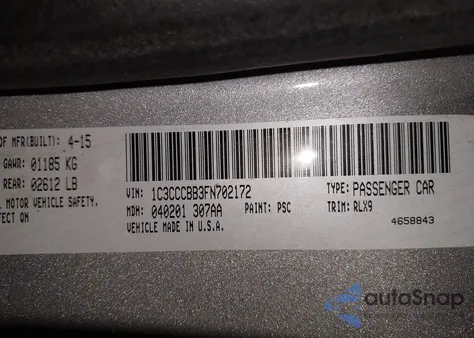 OF MFR(BUILT): 4-15
GAWR: 01185 KG
REAR: 02612 LB
MOTOR VEHICLE SAFETY,
ECT ON
VIN: 1C3CCCBB3FN702172
TYPE: PASSENGER CAR
MDH: 040201 307AA
PAINT: PSC
TRIM: RLX9
VEHICLE MADE IN U.S.A.
4658843
autoSnap